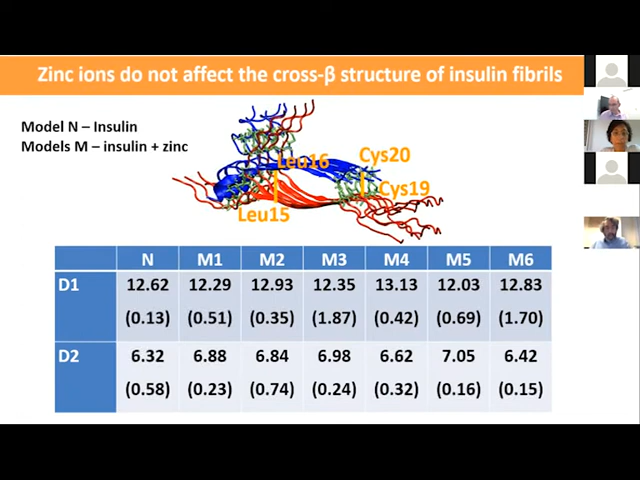 Zinc ions do not affect the cross-β structure of insulin fibrils
Model N – Insulin
Models M – insulin + zinc
Leu16
Cys20
Cys19
Leu15
N M1 M2 M3 M4 M5 M6
D1 12.62 12.29 12.93 12.35 13.13 12.03 12.83
(0.13) (0.51) (0.35) (1.87) (0.42) (0.69) (1.70)
D2 6.32 6.88 6.84 6.98 6.62 7.05 6.42
(0.58) (0.23) (0.74) (0.24) (0.32) (0.16) (0.15)